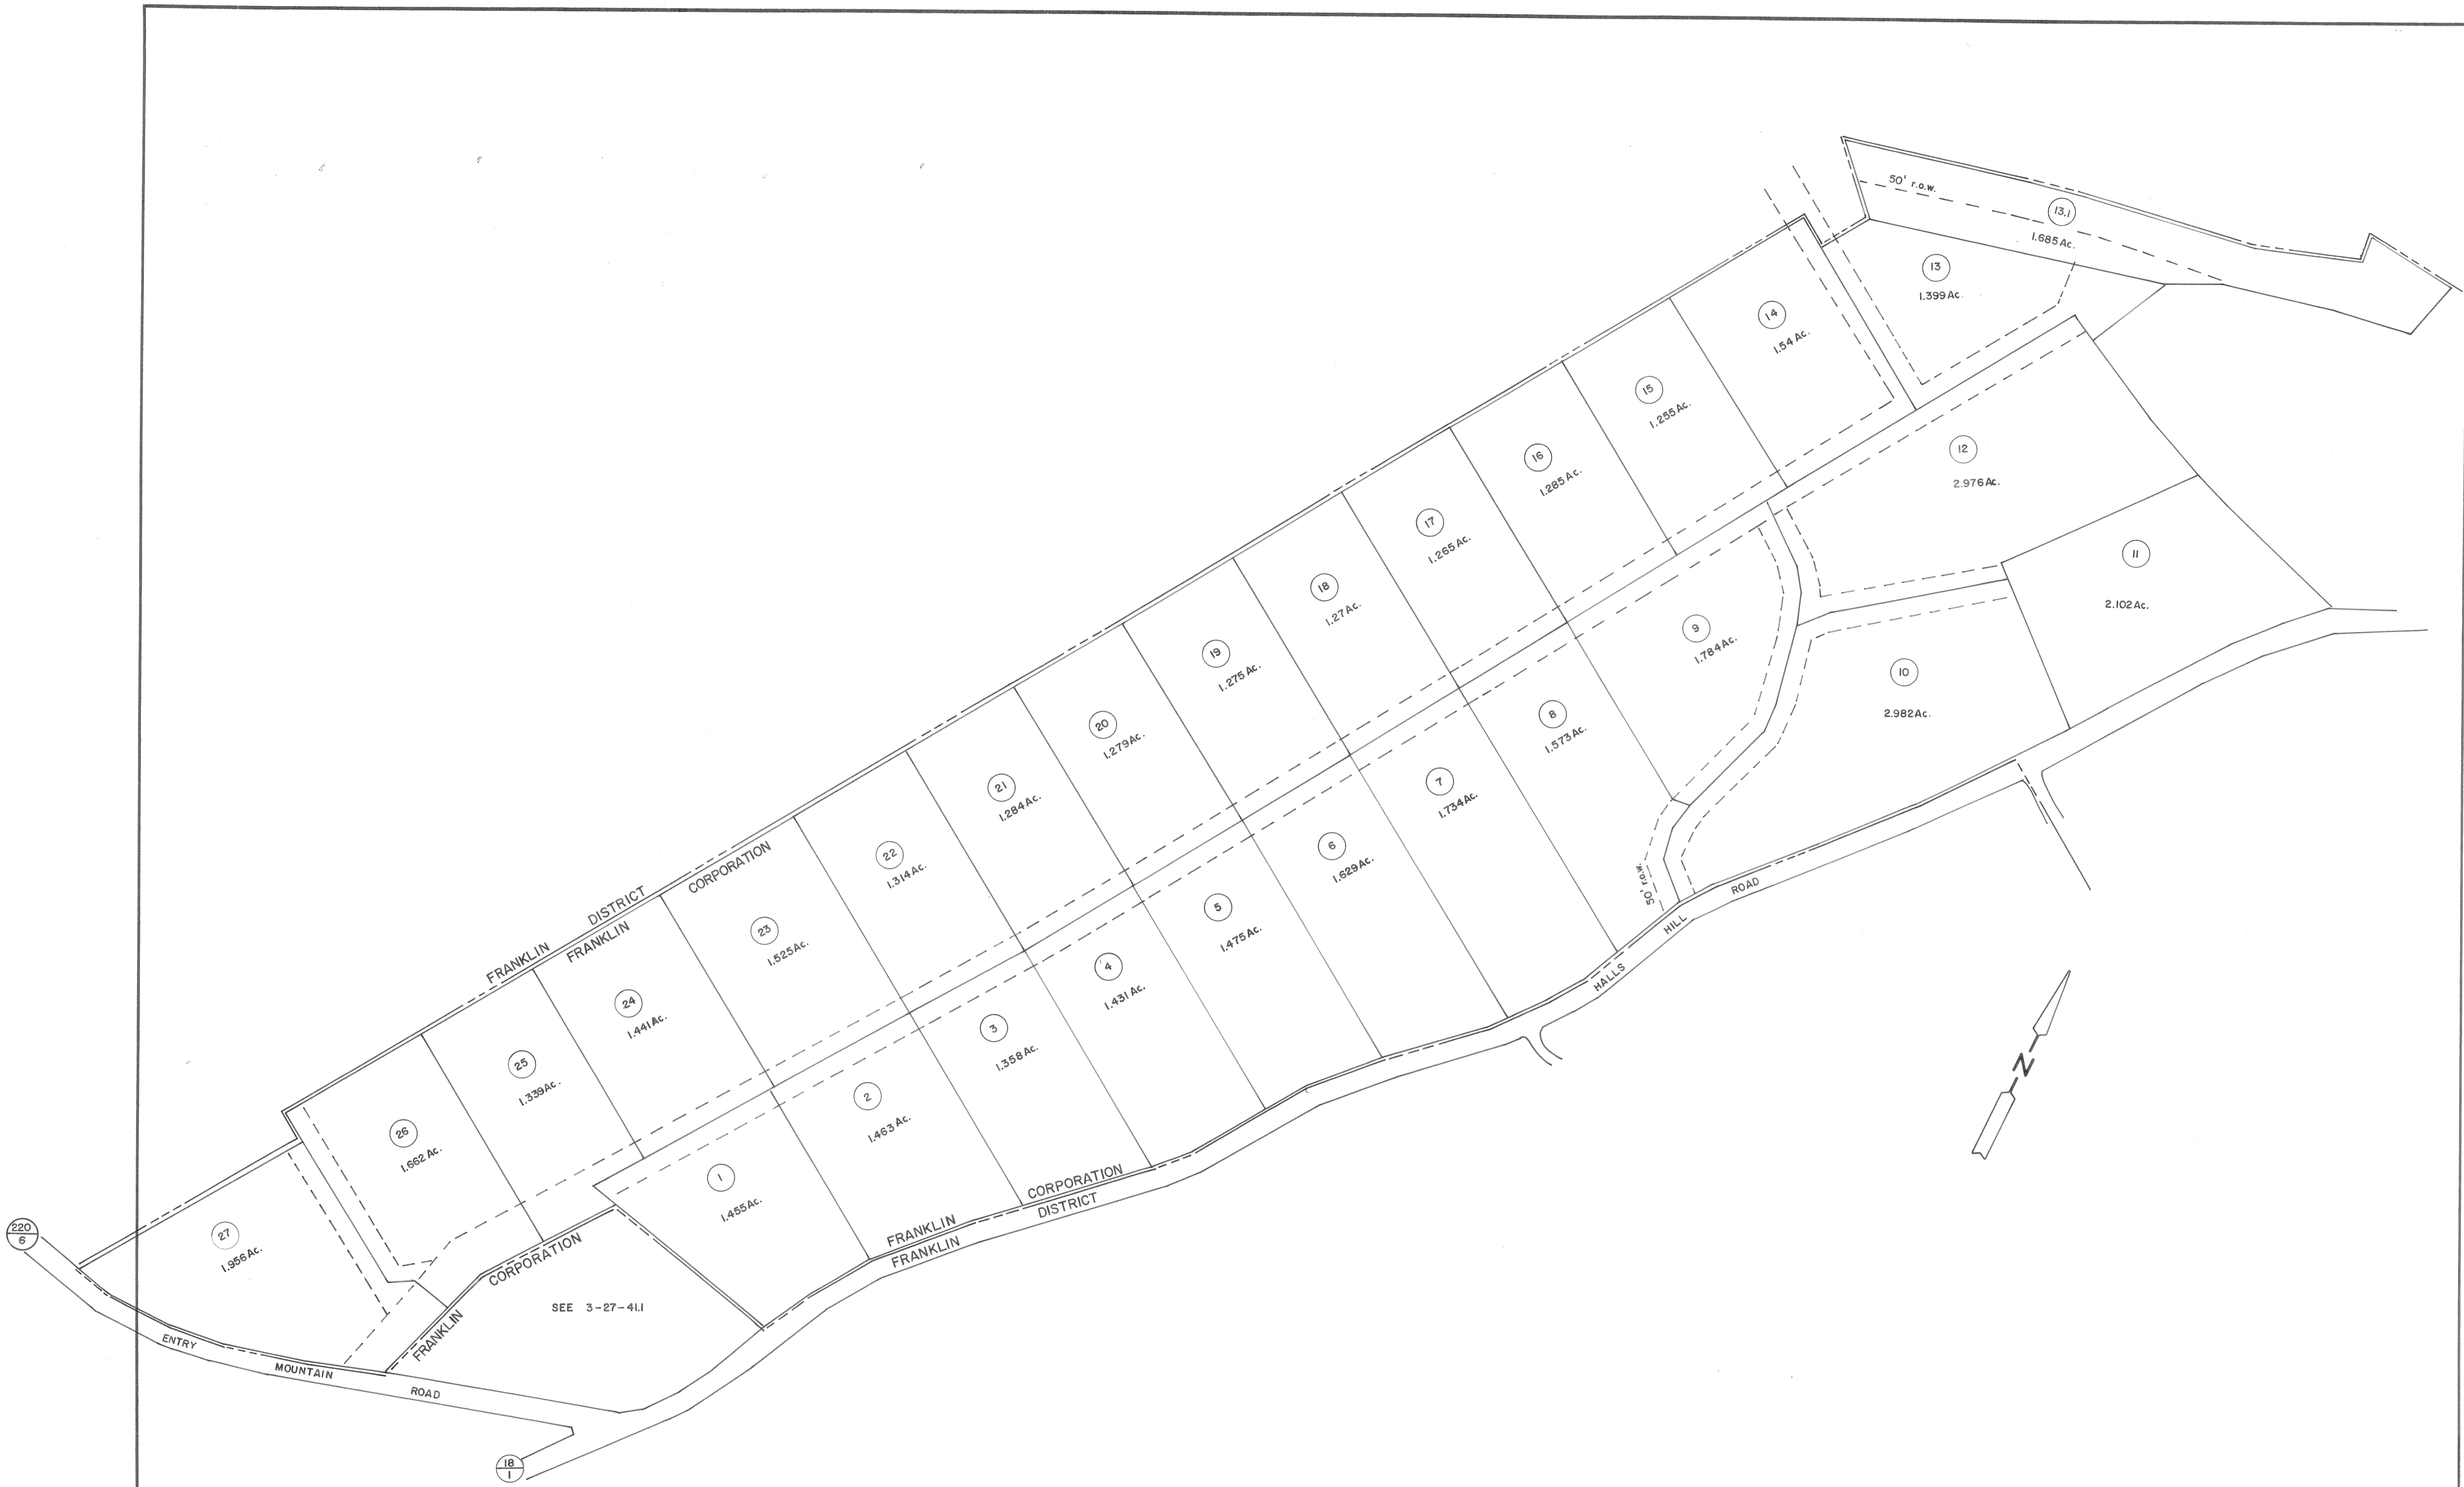 50' r.o.w.
13.1
1.685 Ac.
13
1.399 Ac.
14
1.54 Ac.
15
1.255 Ac.
16
1.285 Ac.
17
1.265 Ac.
18
1.27 Ac.
19
1.275 Ac.
20
1.279 Ac.
21
1.284 Ac.
22
1.314 Ac.
23
1.525 Ac.
24
1.441 Ac.
25
1.339 Ac.
26
1.662 Ac.
27
1.956 Ac.
12
2.976 Ac.
11
2.102 Ac.
10
2.982 Ac.
9
1.784 Ac.
8
1.573 Ac.
7
1.734 Ac.
6
1.629 Ac.
5
1.475 Ac.
4
1.431 Ac.
3
1.358 Ac.
2
1.463 Ac.
1
1.455 Ac.
50' r.o.w.
FRANKLIN DISTRICT
FRANKLIN CORPORATION
HALLS HILL ROAD
FRANKLIN CORPORATION
FRANKLIN DISTRICT
FRANKLIN CORPORATION
SEE 3-27-41.1
ENTRY MOUNTAIN ROAD
220
6
18
1
N